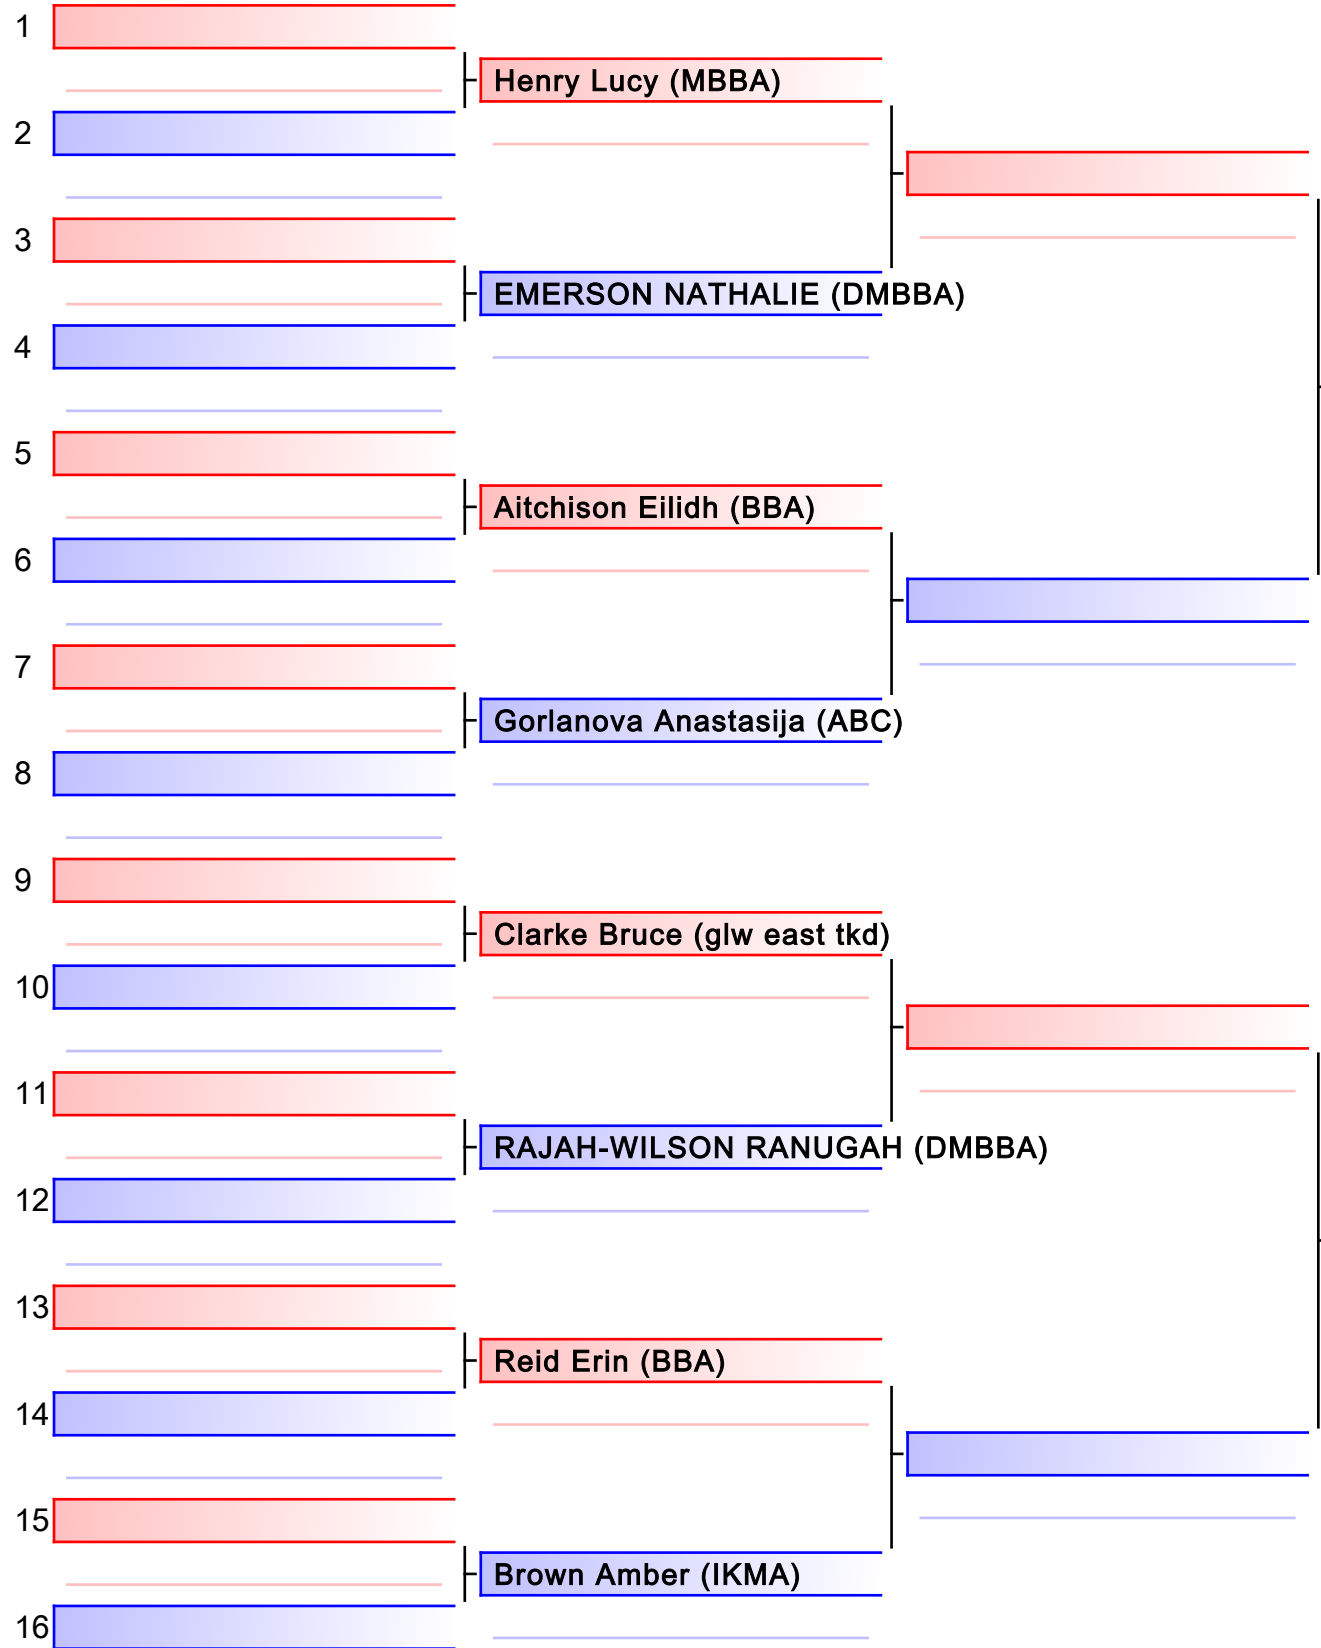 1
Henry Lucy (MBBA)
2
3
EMERSON NATHALIE (DMBBA)
4
5
Aitchison Eilidh (BBA)
6
7
Gorlanova Anastasija (ABC)
8
9
Clarke Bruce (glw east tkd)
10
11
RAJAH-WILSON RANUGAH (DMBBA)
12
13
Reid Erin (BBA)
14
15
Brown Amber (IKMA)
16